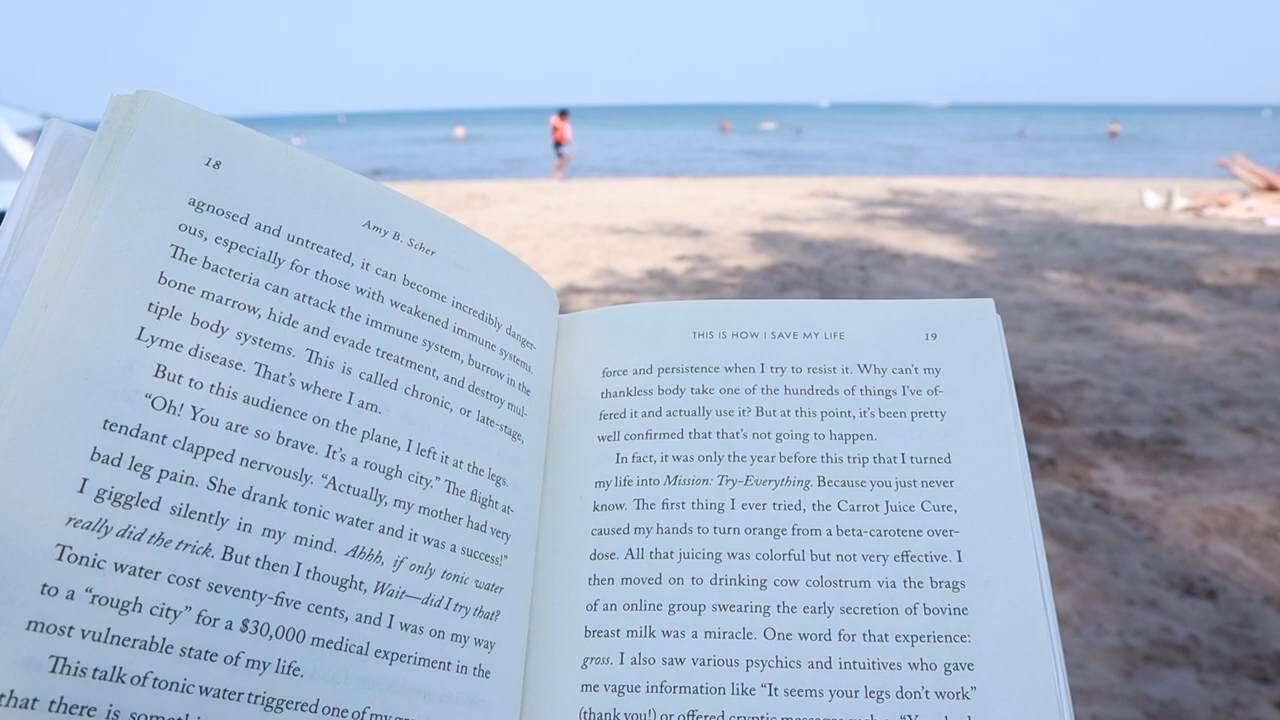 18
Amy B. Scher
agnosed and untreated, it can become incredibly danger-
ous, especially for those with weakened immune systems.
The bacteria can attack the immune system, burrow in the
bone marrow, hide and evade treatment, and destroy mul-
tiple body systems. This is called chronic, or late-stage,
Lyme disease. That's where I am.
But to this audience on the plane, I left it at the legs.
“Oh! You are so brave. It's a rough city.” The flight at-
tendant clapped nervously. “Actually, my mother had very
bad leg pain. She drank tonic water and it was a success!”
I giggled silently in my mind. Ahhh, if only tonic water
really did the trick. But then I thought, Wait—did I try that?
Tonic water cost seventy-five cents, and I was on my way
to a “rough city” for a $30,000 medical experiment in the
most vulnerable state of my life.
This talk of tonic water triggered one of my
that there is
THIS IS HOW I SAVE MY LIFE 19
force and persistence when I try to resist it. Why can't my
thankless body take one of the hundreds of things I've of-
fered it and actually use it? But at this point, it's been pretty
well confirmed that that's not going to happen.
In fact, it was only the year before this trip that I turned
my life into Mission: Try-Everything. Because you just never
know. The first thing I ever tried, the Carrot Juice Cure,
caused my hands to turn orange from a beta-carotene over-
dose. All that juicing was colorful but not very effective. I
then moved on to drinking cow colostrum via the brags
of an online group swearing the early secretion of bovine
breast milk was a miracle. One word for that experience:
gross. I also saw various psychics and intuitives who gave
me vague information like “It seems your legs don't work”
(thank you!) or offered cryptic messages such